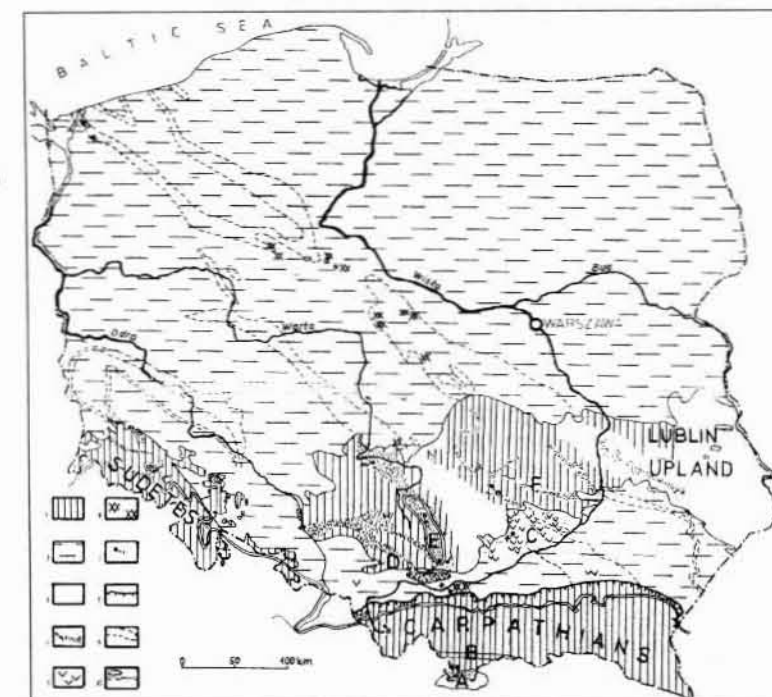 BALTIC SEA
Wisła
Bug
WARSZAWA
Warta
Odra
LUBLIN
UPLAND
SUDETES
F
E
C
D
CARPATHIANS
B
A
0 50 100 km